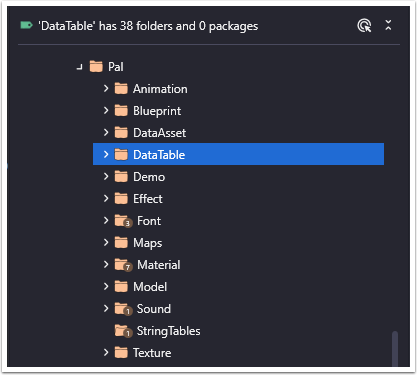 'DataTable' has 38 folders and 0 packages
Pal
Animation
Blueprint
DataAsset
DataTable
Demo
Effect
3 Font
Maps
7 Material
Model
1 Sound
1 StringTables
Texture